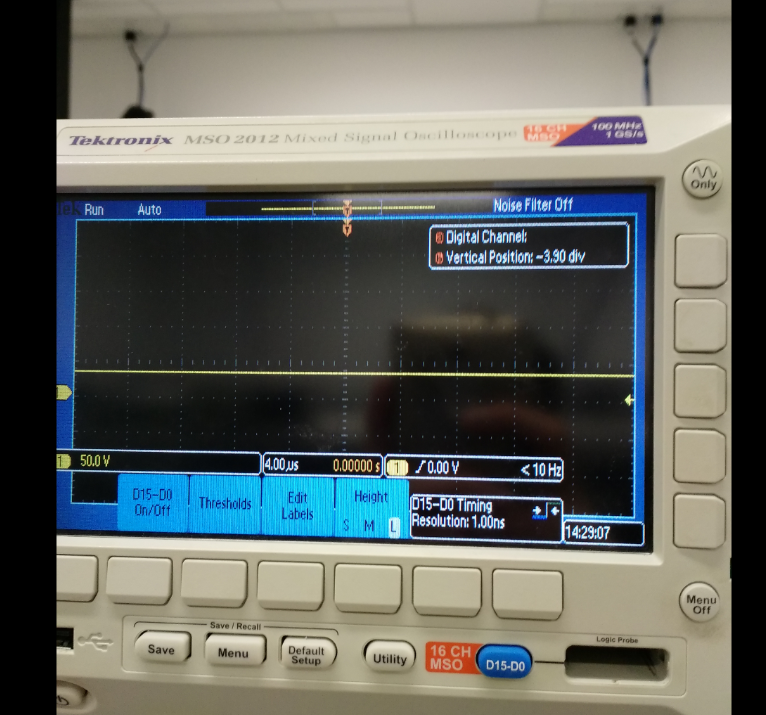 Tektronix MSO 2012 Mixed Signal Oscilloscope
16 CH
MSO
100 MHz
1 GS/s
Only
Run
Auto
Noise Filter Off
Digital Channel:
Vertical Position: -3.90 div
1
50.0 V
4.00µs
0.00000 s
1
0.00 V
< 10 Hz
D15-D0
On/Off
Thresholds
Edit
Labels
Height
S M L
D15-D0 Timing
Resolution: 1.00ns
14:29:07
Menu
Off
Save / Recall
Save
Menu
Default
Setup
Utility
16 CH
MSO
D15-D0
Logic Probe